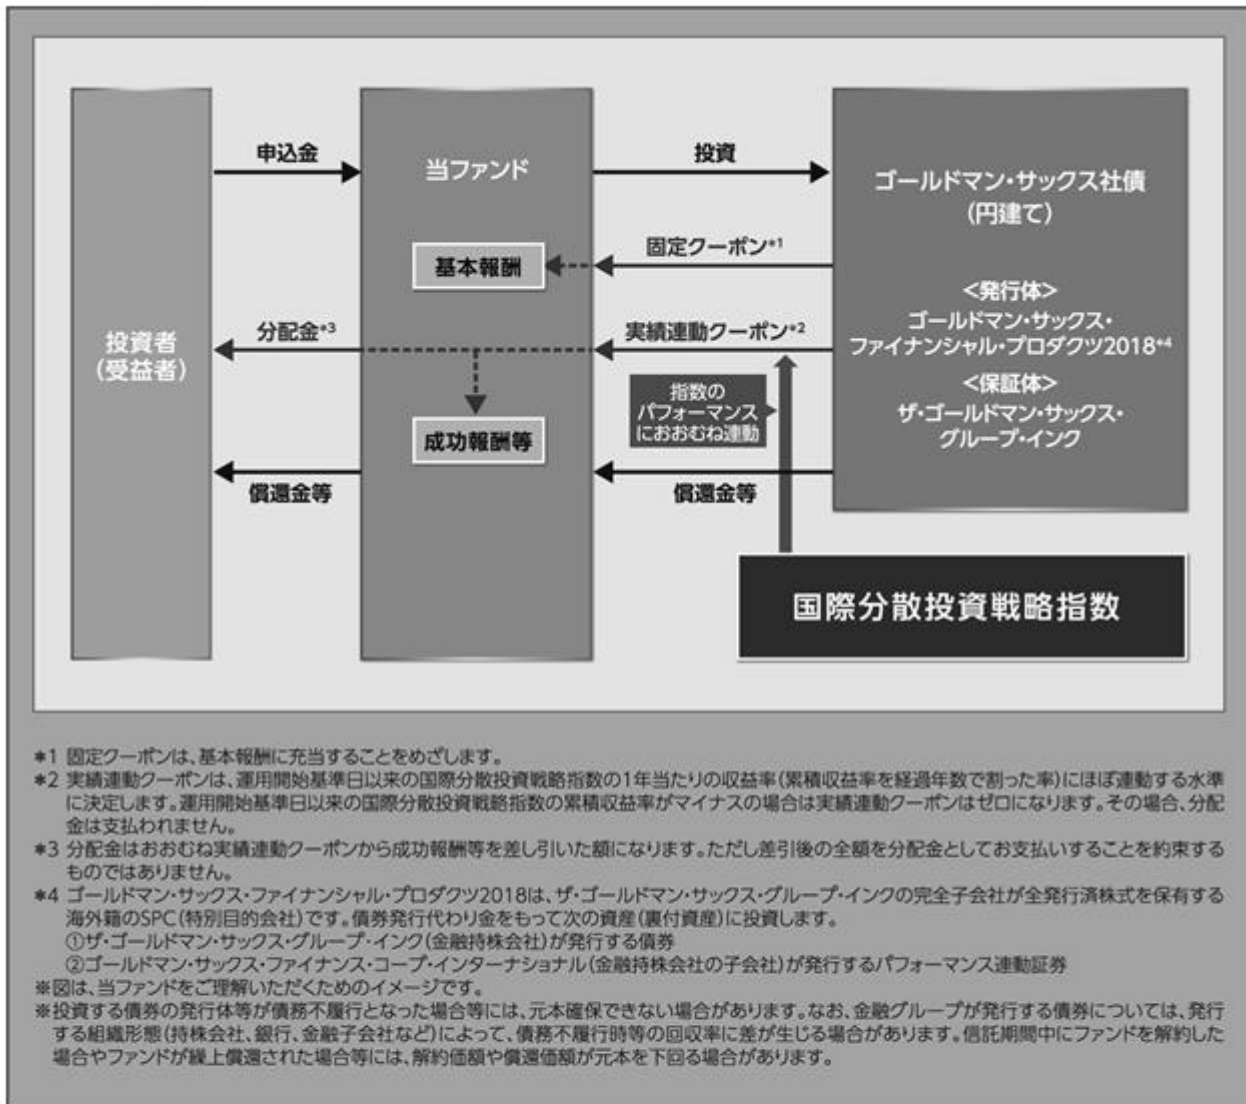 申込金
当ファンド
投資
ゴールドマン・サックス社債
(円建て)
固定クーポン*1
基本報酬
<発行体>
ゴールドマン・サックス・
ファイナンシャル・プロダクツ2018*4
<保証体>
ザ・ゴールドマン・サックス・
グループ・インク
投資者
(受益者)
分配金*3
実績連動クーポン*2
指数の
パフォーマンス
におおむね連動
成功報酬等
償還金等
償還金等
国際分散投資戦略指数
*1 固定クーポンは、基本報酬に充当することをめざします。
*2 実績連動クーポンは、運用開始基準日以来の国際分散投資戦略指数の1年当たりの収益率(累積収益率を経過年数で割った率)にほぼ連動する水準
に決定します。運用開始基準日以来の国際分散投資戦略指数の累積収益率がマイナスの場合は実績連動クーポンはゼロになります。その場合、分配
金は支払われません。
*3 分配金はおおむね実績連動クーポンから成功報酬等を差し引いた額になります。ただし差引後の全額を分配金としてお支払いすることを約束する
ものではありません。
*4 ゴールドマン・サックス・ファイナンシャル・プロダクツ2018は、ザ・ゴールドマン・サックス・グループ・インクの完全子会社が全発行済株式を保有する
海外籍のSPC(特別目的会社)です。債券発行代わり金をもって次の資産(裏付資産)に投資します。
①ザ・ゴールドマン・サックス・グループ・インク(金融持株会社)が発行する債券
②ゴールドマン・サックス・ファイナンス・コープ・インターナショナル(金融持株会社の子会社)が発行するパフォーマンス連動証券
※図は、当ファンドをご理解いただくためのイメージです。
※投資する債券の発行体等が債務不履行となった場合等には、元本確保できない場合があります。なお、金融グループが発行する債券については、発行
する組織形態(持株会社、銀行、金融子会社など)によって、債務不履行時等の回収率に差が生じる場合があります。信託期間中にファンドを解約した
場合やファンドが繰上償還された場合等には、解約価額や償還価額が元本を下回る場合があります。